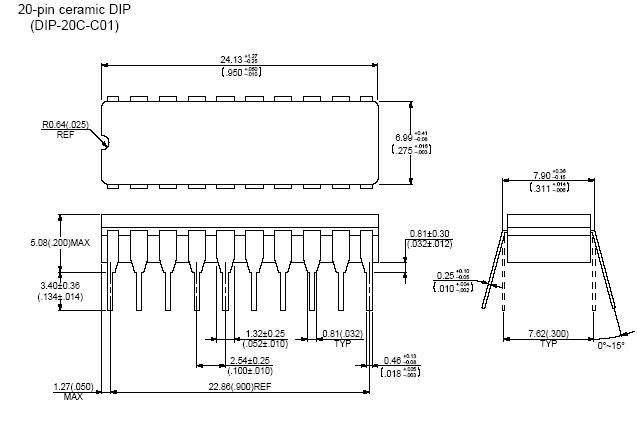 20-pin ceramic DIP
(DIP-20C-C01)
24.13 +1.27 -0.25
(.950 +.050 -.010)
R0.64(.025)
REF
6.99 +0.41 -0.08
(.275 +.016 -.003)
7.90 +0.36 -0.15
(.311 +.014 -.006)
5.08(.200)MAX
0.81±0.30
(.032±.012)
3.40±0.36
(.134±.014)
0.25 +0.10 -0.05
(.010 +.004 -.002)
1.32±0.25
(.052±.010)
0.81(.032)
TYP
7.62(.300)
TYP
0°~15°
2.54±0.25
(.100±.010)
0.46 +0.13 -0.08
(.018 +.005 -.003)
1.27(.050)
MAX
22.86(.900)REF